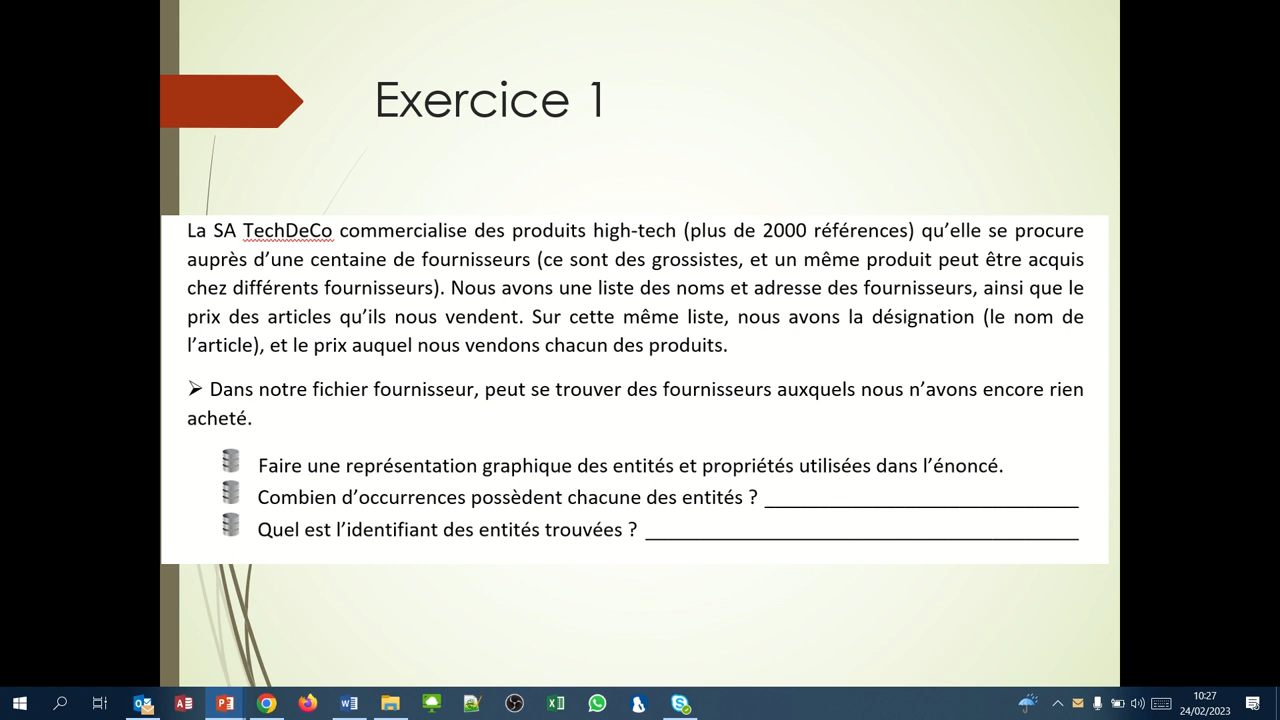 Exercice 1
La SA TechDeCo commercialise des produits high-tech (plus de 2000 références) qu’elle se procure
auprès d’une centaine de fournisseurs (ce sont des grossistes, et un même produit peut être acquis
chez différents fournisseurs). Nous avons une liste des noms et adresse des fournisseurs, ainsi que le
prix des articles qu’ils nous vendent. Sur cette même liste, nous avons la désignation (le nom de
l’article), et le prix auquel nous vendons chacun des produits.
➢ Dans notre fichier fournisseur, peut se trouver des fournisseurs auxquels nous n’avons encore rien
acheté.
Faire une représentation graphique des entités et propriétés utilisées dans l’énoncé.
Combien d’occurrences possèdent chacune des entités ?
Quel est l’identifiant des entités trouvées ?
10:27
24/02/2023